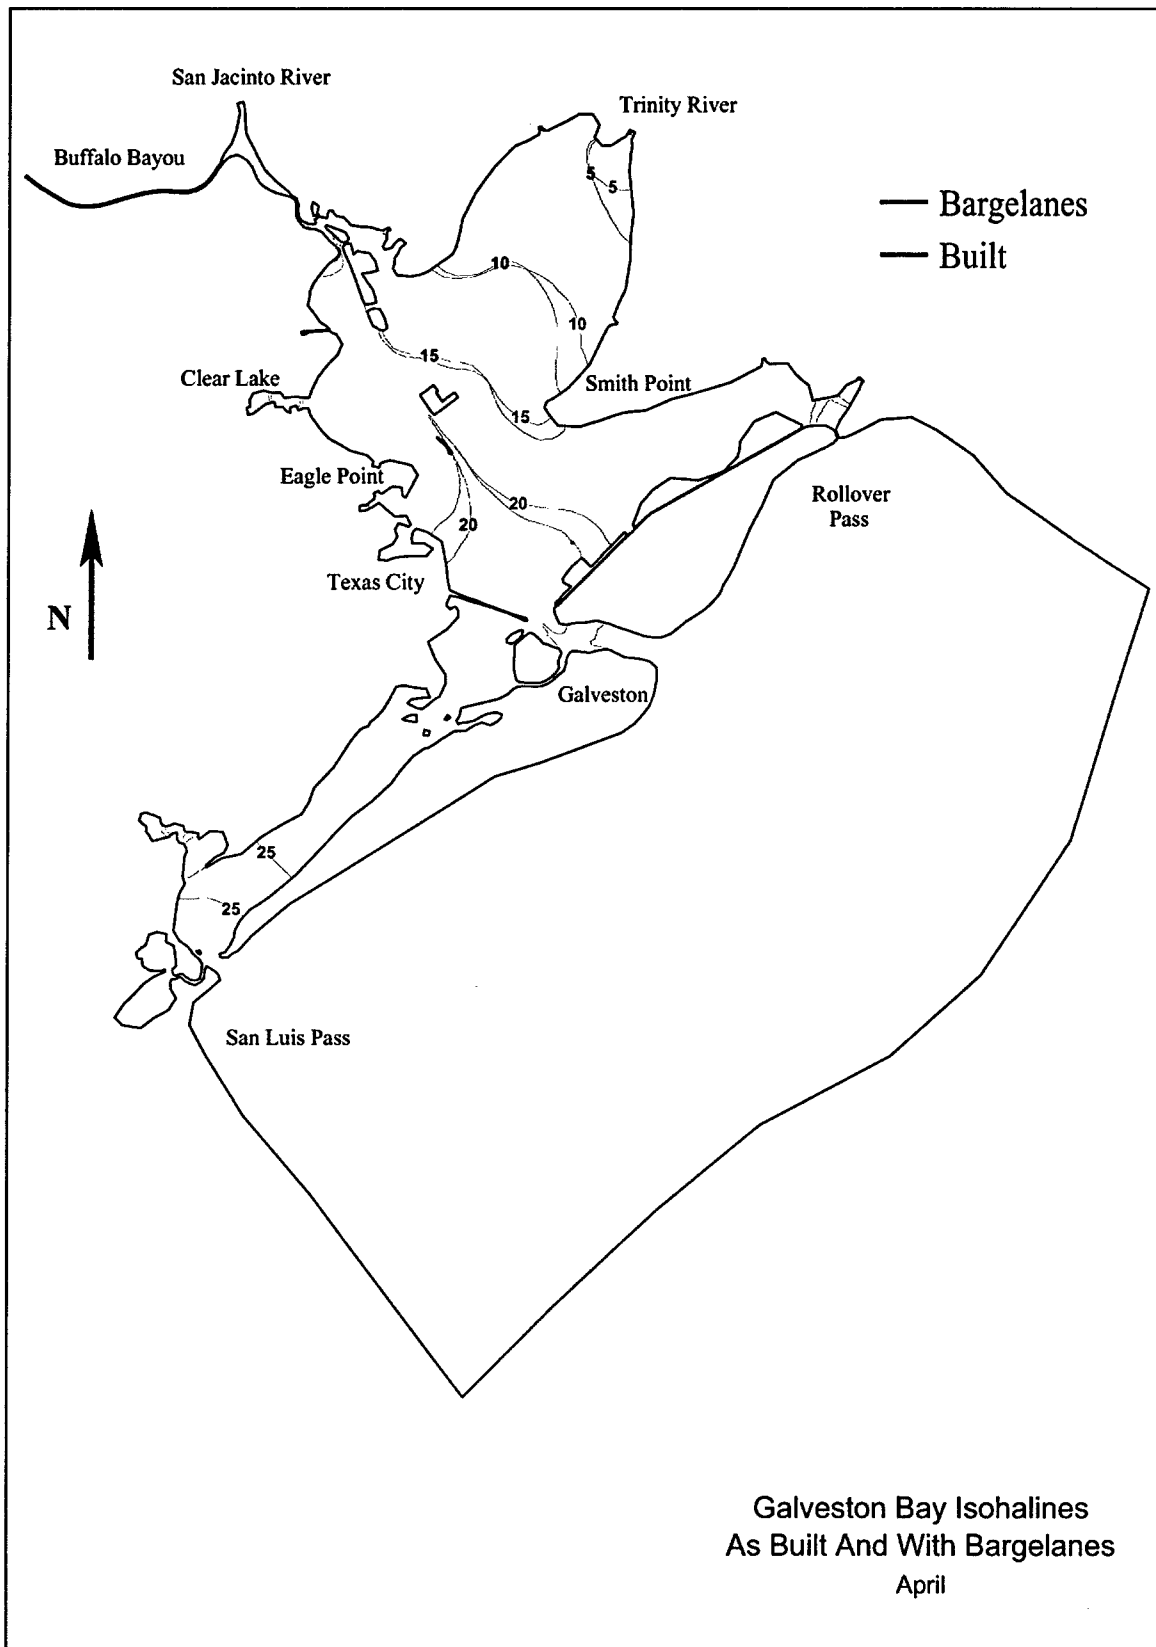 San Jacinto River
Trinity River
Buffalo Bayou
5
5
Bargelanes
Built
10
10
15
Clear Lake
Smith Point
15
Eagle Point
20
Rollover
Pass
20
Texas City
N
Galveston
25
25
San Luis Pass
Galveston Bay Isohalines
As Built And With Bargelanes
April